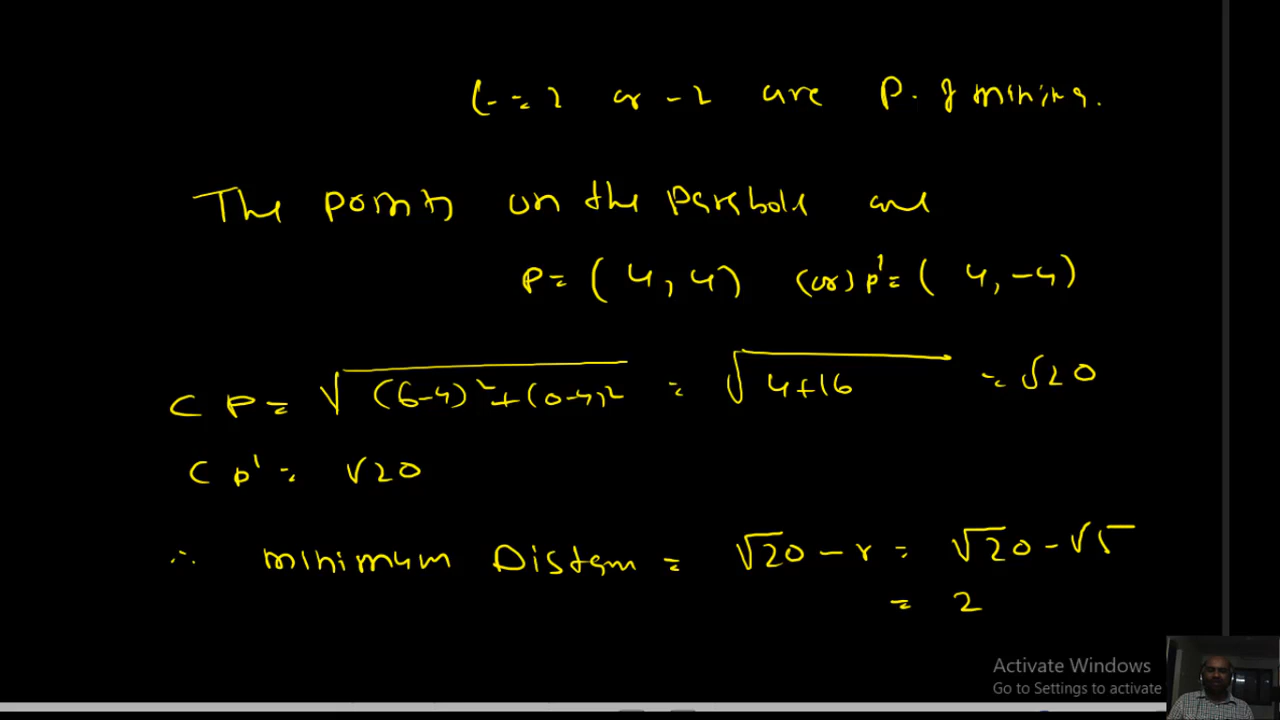 t = 2 or -2 are P. of minima.
The points on the parabola are
P = (4, 4) (or) P' = (4, -4)
CP = √((6-4)² + (0-4)²) = √(4+16) = √20
CP' = √20
∴ minimum Distan = √20 - r = √20 - √5
= 2
Activate Windows
Go to Settings to activate